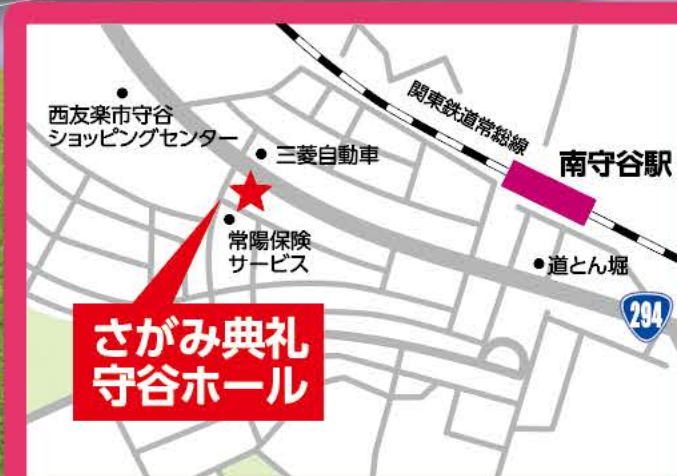 西友楽市守谷
ショッピングセンター
三菱自動車
関東鉄道常総線
南守谷駅
常陽保険
サービス
道とん堀
294
さがみ典礼
守谷ホール